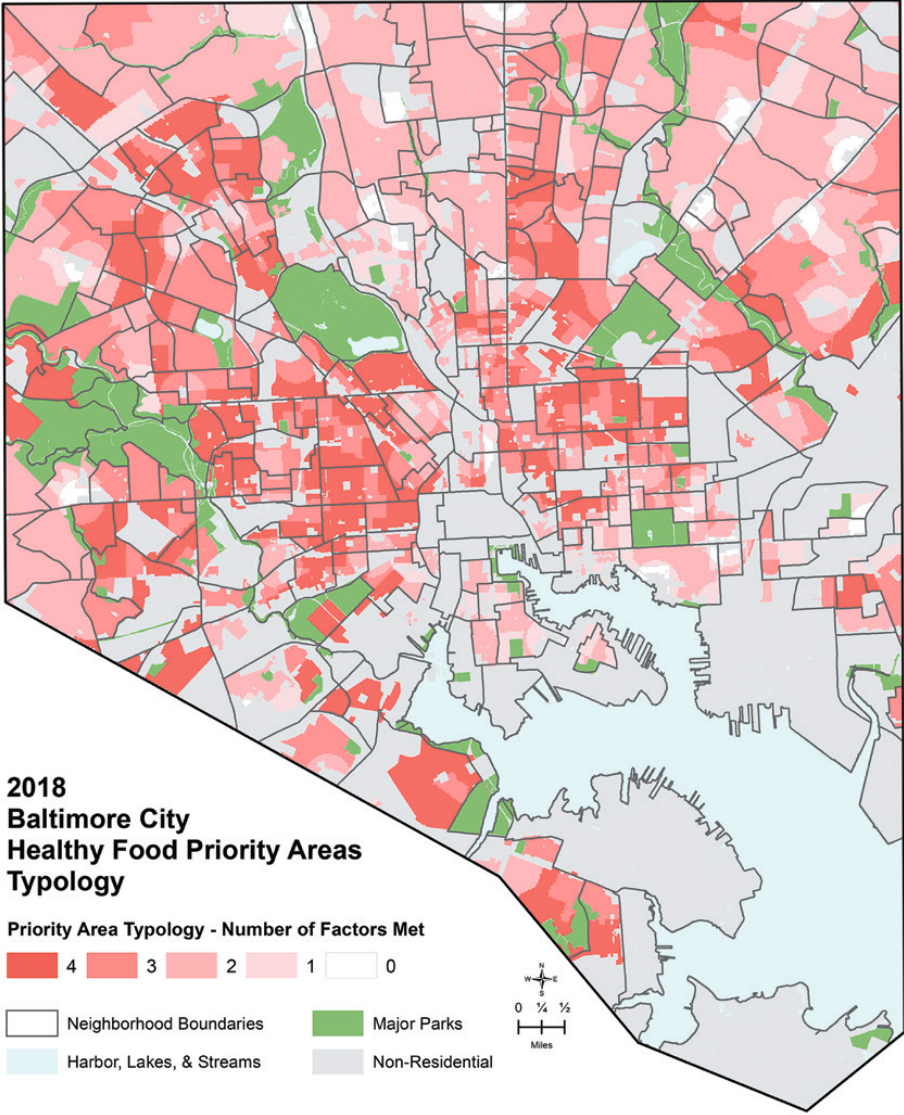 2018
Baltimore City
Healthy Food Priority Areas
Typology
Priority Area Typology - Number of Factors Met
4 3 2 1 0
Neighborhood Boundaries Major Parks
Harbor, Lakes, & Streams Non-Residential
N
W E
S
0 ¼ ½
Miles